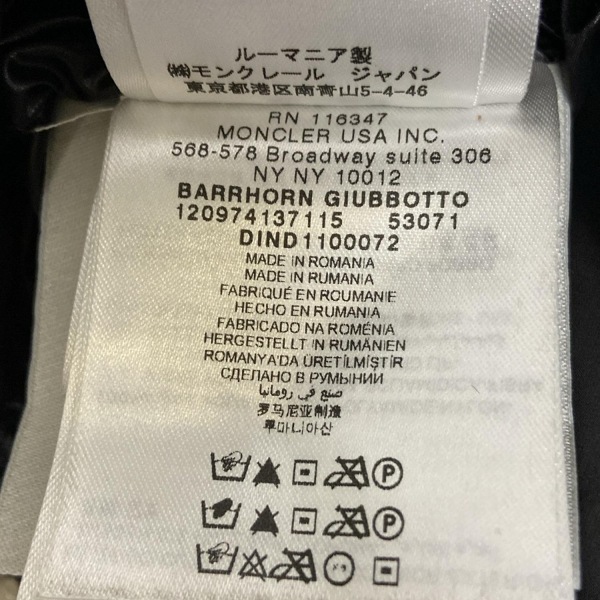 ルーマニア製
㈱モンクレール ジャパン
東京都港区南青山5-4-46
RN 116347
MONCLER USA INC.
568-578 Broadway suite 306
NY NY 10012
BARRHORN GIUBBOTTO
120974137115 53071
DIND1100072
MADE IN ROMANIA
MADE IN RUMANIA
FABRIQUÉ EN ROUMANIE
HECHO EN RUMANIA
FABRICADO NA ROMÉNIA
HERGESTELLT IN RUMÄNIEN
ROMANYA'DA ÜRETİLMİŞTİR
СДЕЛАНО В РУМЫНИИ
صنع في رومانيا
罗马尼亚制造
루마니아산
P
P